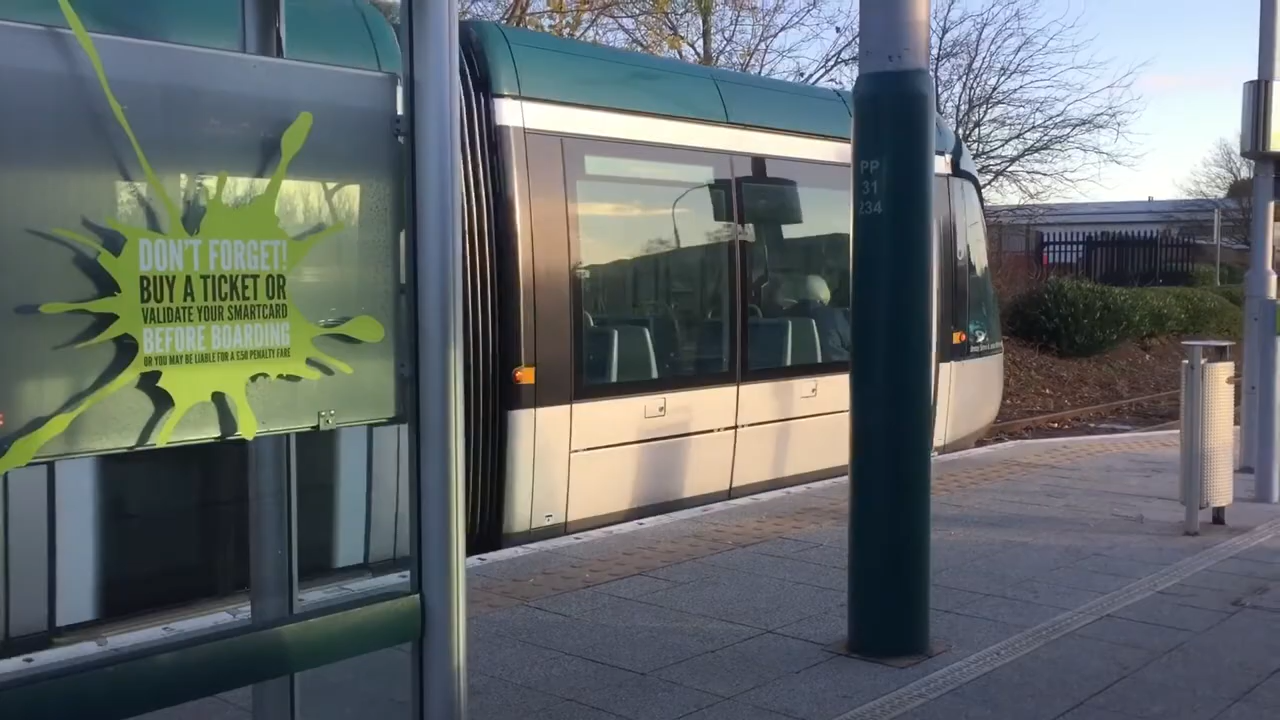 DON'T FORGET!
BUY A TICKET OR
VALIDATE YOUR SMARTCARD
BEFORE BOARDING
OR YOU MAY BE LIABLE FOR A £50 PENALTY FARE
PP
31
234